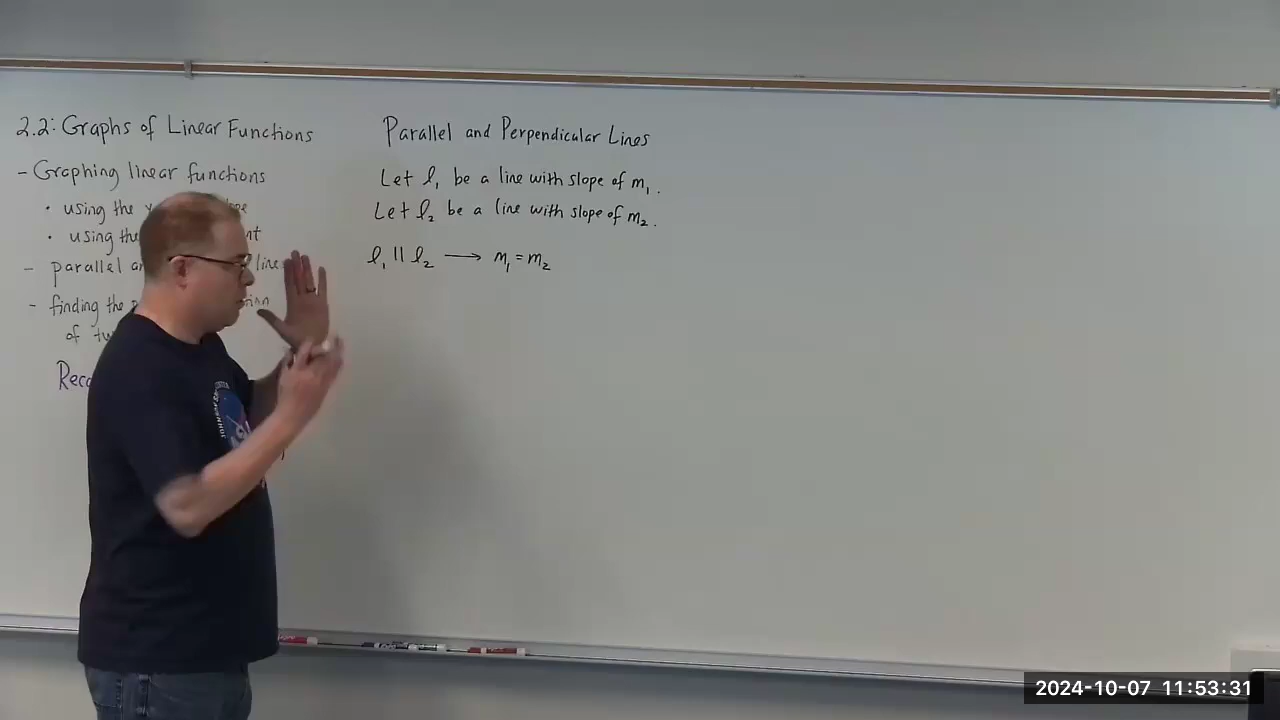 2.2: Graphs of Linear Functions
- Graphing linear functions
• using the
• using the
- parallel
- finding the
of
Parallel and Perpendicular Lines
Let ℓ₁ be a line with slope of m₁.
Let ℓ₂ be a line with slope of m₂.
ℓ₁ || ℓ₂ ⟶ m₁ = m₂
2024-10-07 11:53:31